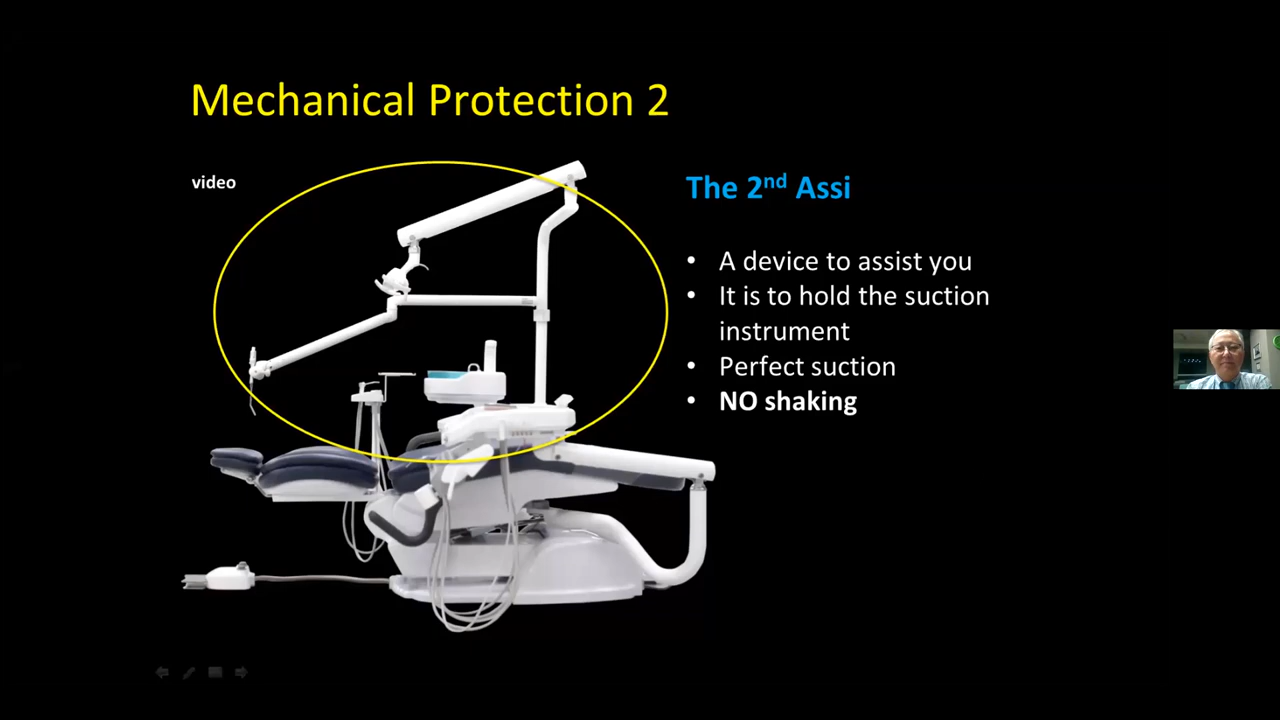 Mechanical Protection 2
video
The 2nd Assi
• A device to assist you
• It is to hold the suction
instrument
• Perfect suction
• NO shaking